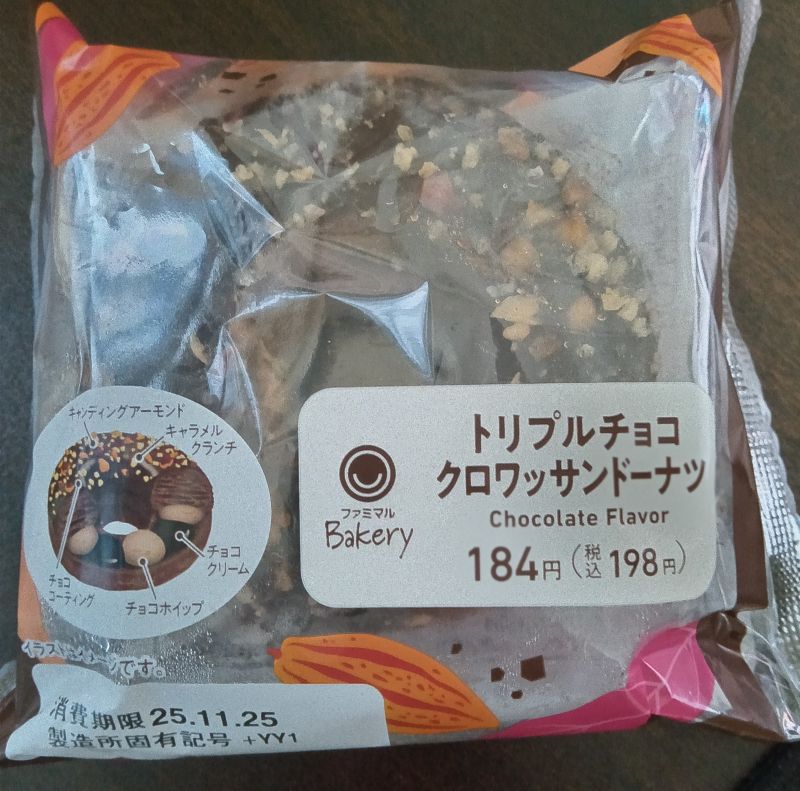 キャンディングアーモンド
キャラメル
クランチ
チョコ
クリーム
チョコホイップ
チョコ
コーティング
イラストはイメージです。
ファミマル
Bakery
トリプルチョコ
クロワッサンドーナツ
Chocolate Flavor
184円(税込198円)
消費期限 25.11.25
製造所固有記号 +YY1